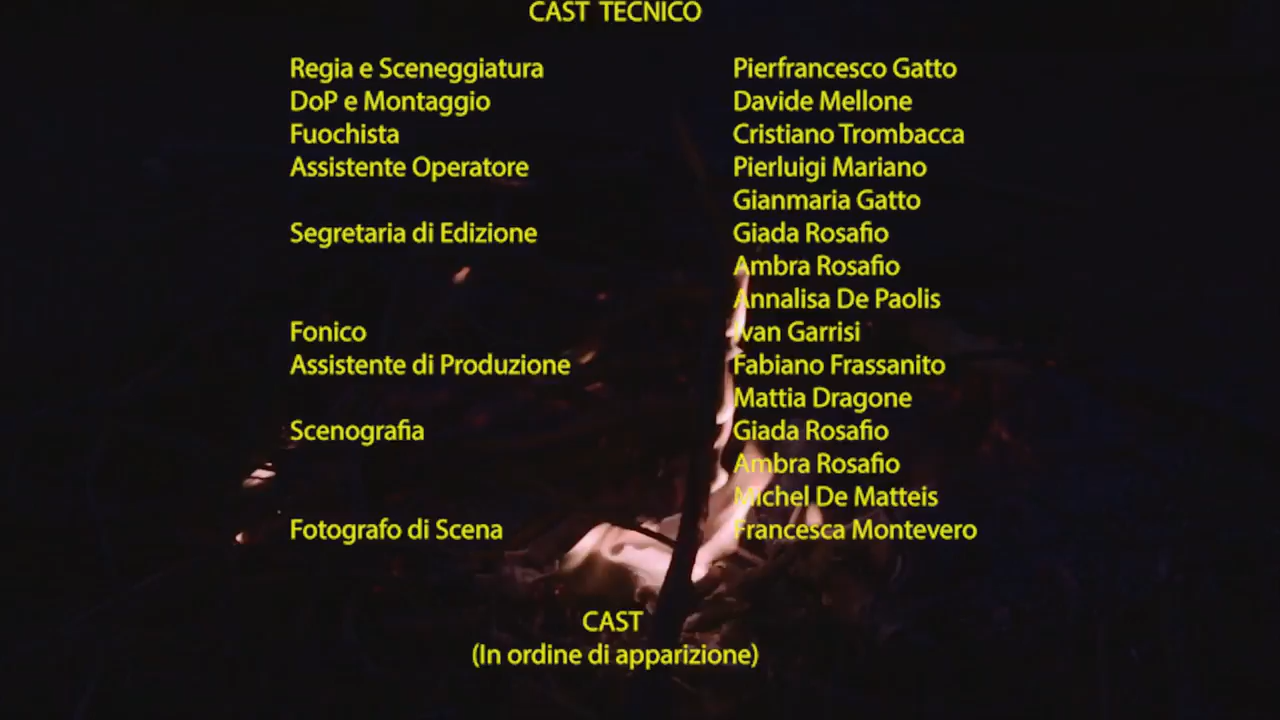 CAST TECNICO
Regia e Sceneggiatura Pierfrancesco Gatto
DoP e Montaggio Davide Mellone
Fuochista Cristiano Trombacca
Assistente Operatore Pierluigi Mariano
Gianmaria Gatto
Segretaria di Edizione Giada Rosafio
Ambra Rosafio
Annalisa De Paolis
Fonico Ivan Garrisi
Assistente di Produzione Fabiano Frassanito
Mattia Dragone
Scenografia Giada Rosafio
Ambra Rosafio
Michel De Matteis
Fotografo di Scena Francesca Montevero
CAST
(In ordine di apparizione)